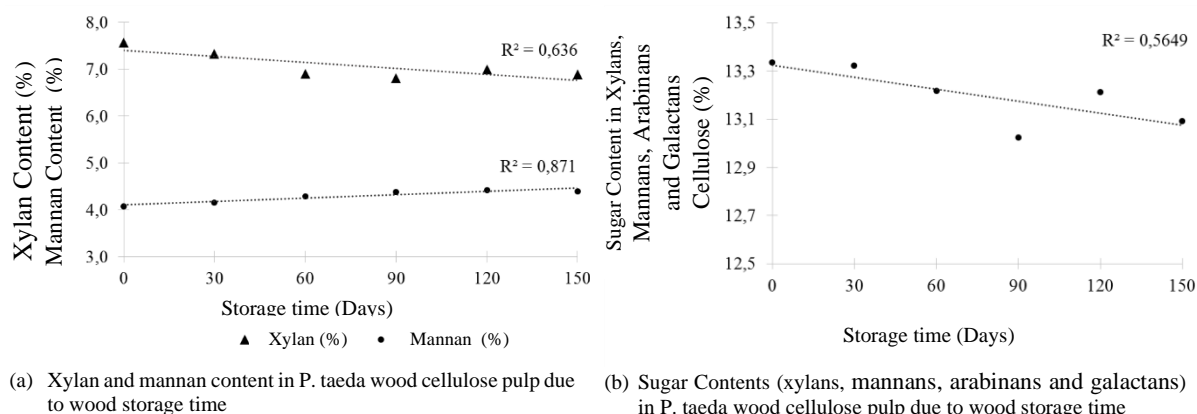 8,0
7,0
6,0
5,0
4,0
3,0
Xylan Content (%)
Mannan Content (%)
R² = 0,636
R² = 0,871
0 30 60 90 120 150
Storage time (Days)
▲ Xylan (%) • Mannan (%)
(a) Xylan and mannan content in P. taeda wood cellulose pulp due
to wood storage time
13,5
13,3
13,1
12,9
12,7
12,5
Sugar Content in Xylans,
Mannans, Arabinans
and Galactans
Cellulose (%)
R² = 0,5649
0 30 60 90 120 150
Storage time (Days)
(b) Sugar Contents (xylans, mannans, arabinans and galactans)
in P. taeda wood cellulose pulp due to wood storage time